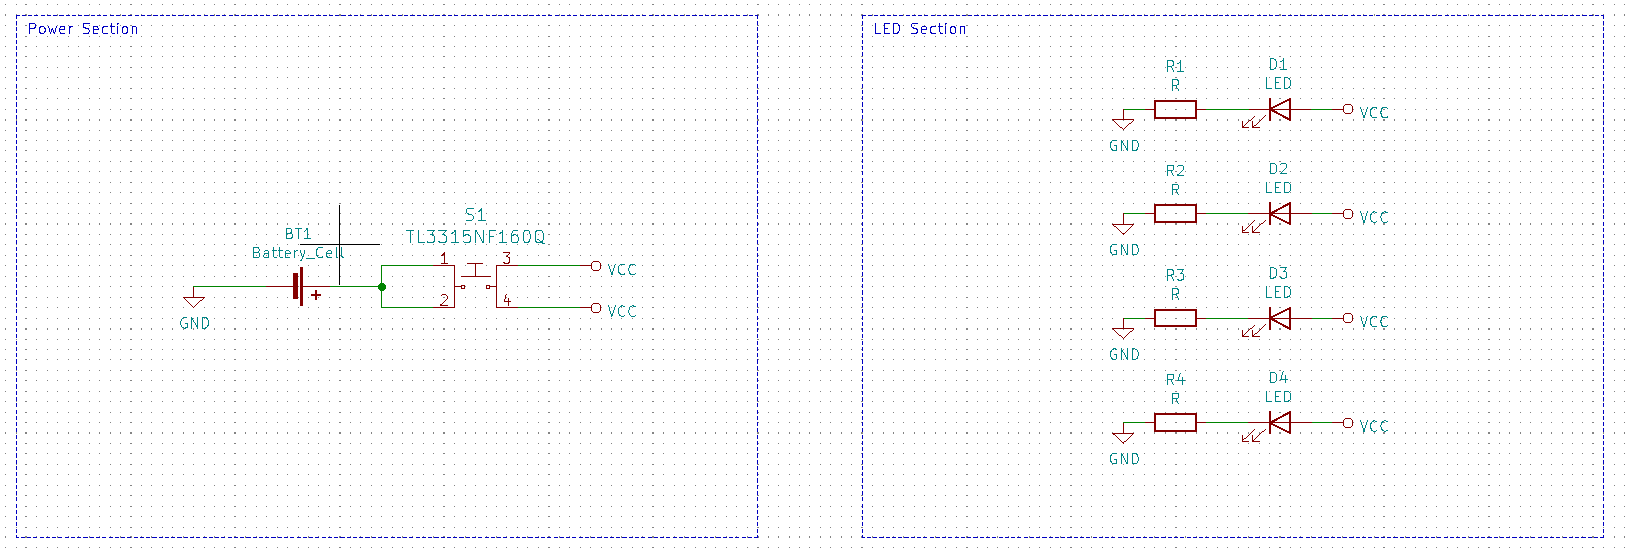 Power Section
BT1
Battery_Cell
+
GND
S1
TL3315NF160Q
1
2
3
4
VCC
VCC
LED Section
R1
R
D1
LED
GND
VCC
R2
R
D2
LED
GND
VCC
R3
R
D3
LED
GND
VCC
R4
R
D4
LED
GND
VCC